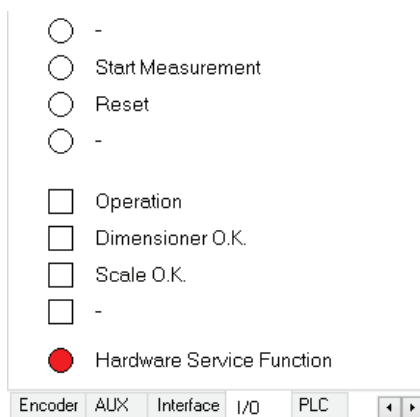 -
Start Measurement
Reset
-
Operation
Dimensioner O.K.
Scale O.K.
-
Hardware Service Function
Encoder AUX Interface I/O PLC